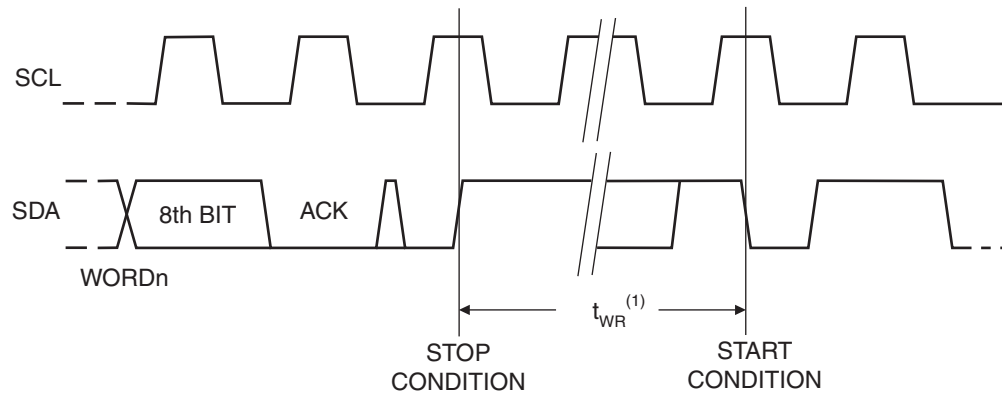 SCL
SDA
8th BIT
ACK
WORDn
tWR(1)
STOP
CONDITION
START
CONDITION